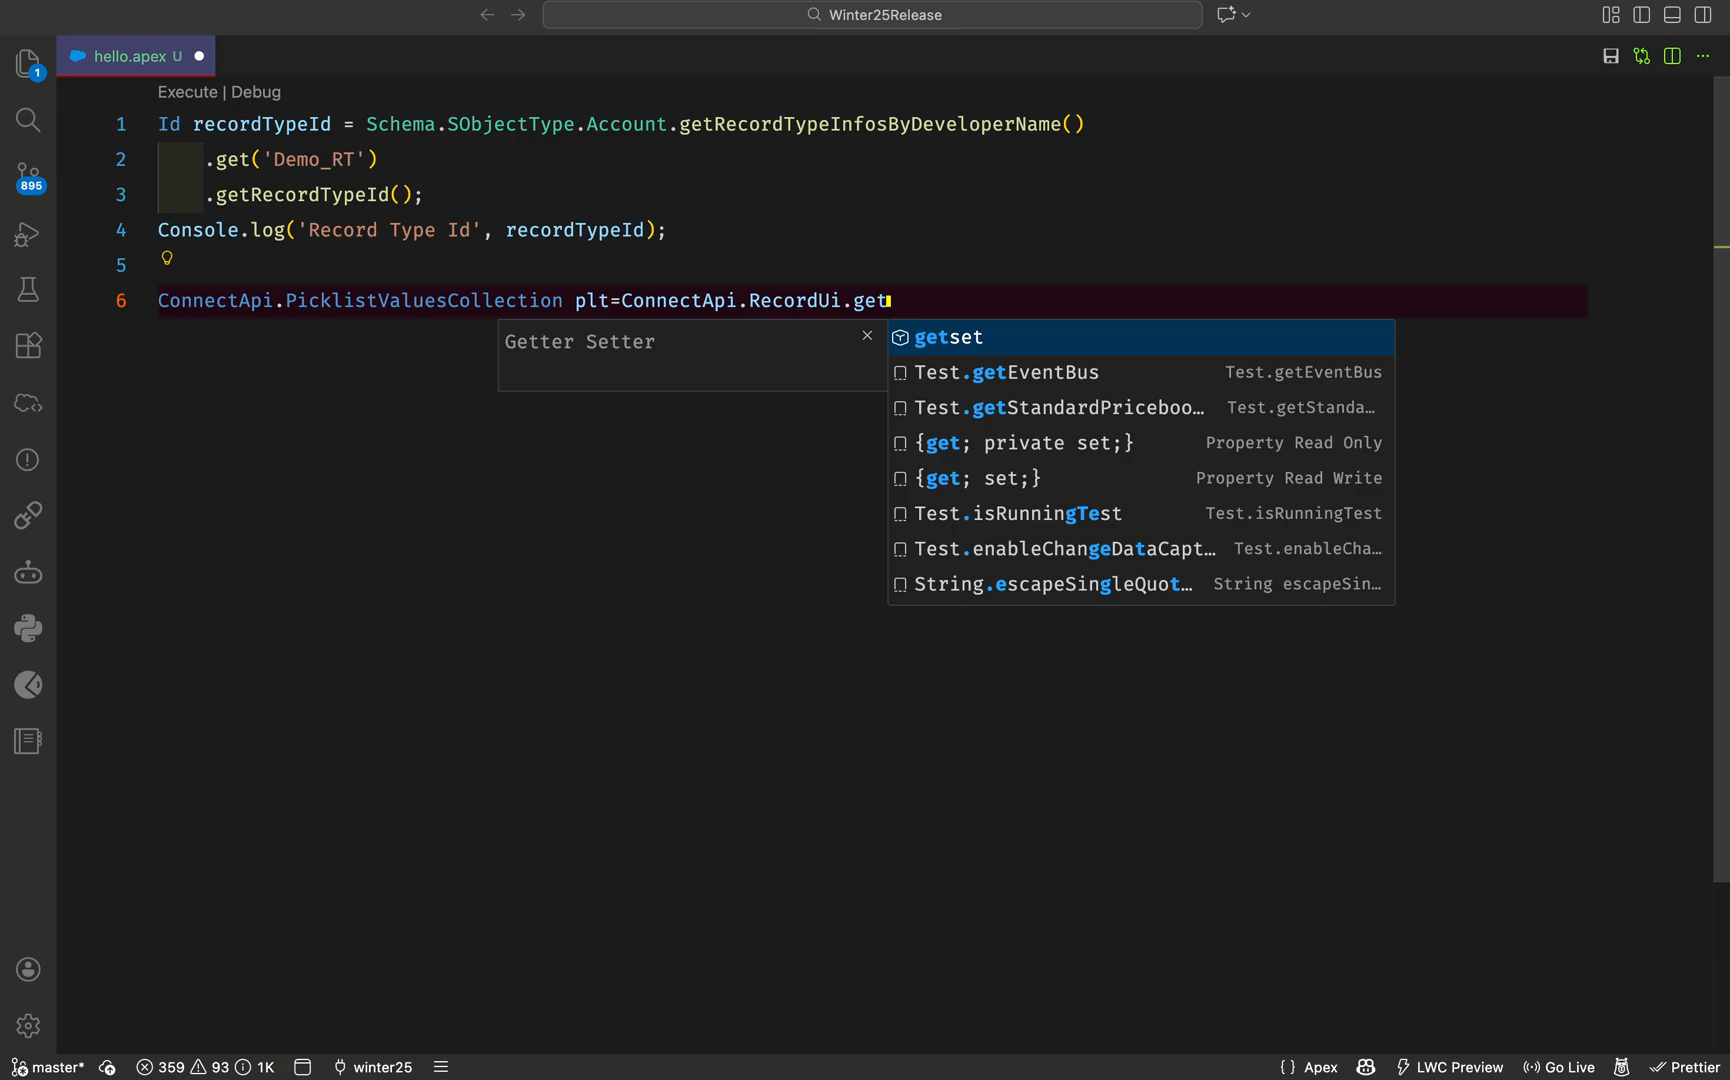 Winter25Release
hello.apex U
1
895
Execute | Debug
1 Id recordTypeId = Schema.SObjectType.Account.getRecordTypeInfosByDeveloperName()
2 .get('Demo_RT')
3 .getRecordTypeId();
4 Console.log('Record Type Id', recordTypeId);
5
6 ConnectApi.PicklistValuesCollection plt=ConnectApi.RecordUi.get
Getter Setter
getset
Test.getEventBus Test.getEventBus
Test.getStandardPriceboo… Test.getStanda…
{get; private set;} Property Read Only
{get; set;} Property Read Write
Test.isRunningTest Test.isRunningTest
Test.enableChangeDataCapt… Test.enableCha…
String.escapeSingleQuot… String escapeSin…
master* 359 93 1K winter25 { } Apex LWC Preview Go Live Prettier